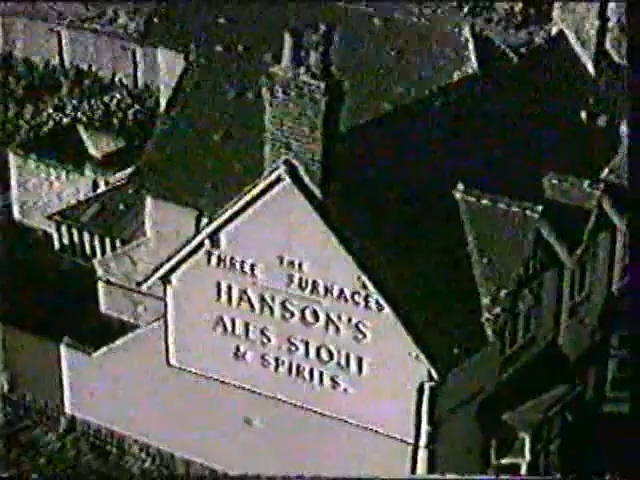 THE
THREE FURNACES
HANSON'S
ALES, STOUT
& SPIRITS.